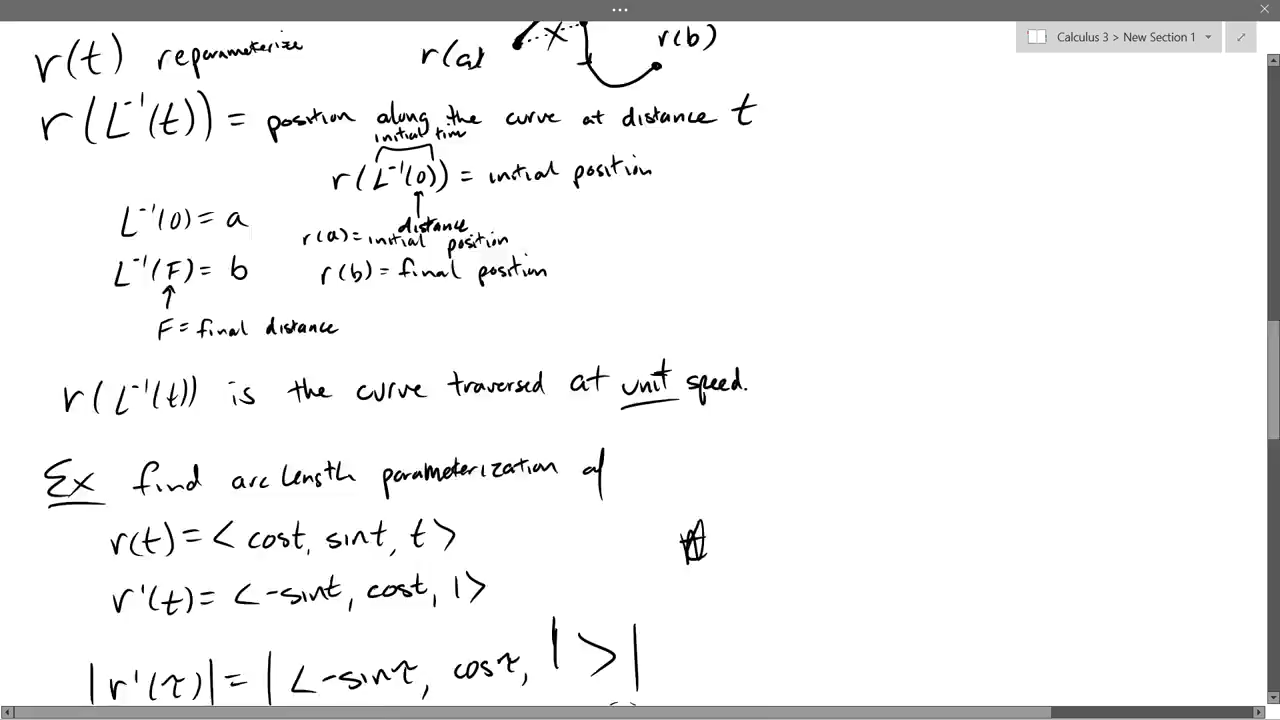 Calculus 3 > New Section 1
r(t) reparameterize
r(a)
r(b)
r(L⁻¹(t)) = position along the curve at distance t
initial time
r(L⁻¹(0)) = initial position
distance
L⁻¹(0) = a
r(a) = initial position
L⁻¹(F) = b
r(b) = final position
F = final distance
r(L⁻¹(t)) is the curve traversed at unit speed.
Ex find arc length parameterization of
r(t) = < cost, sint, t >
r'(t) = < -sint, cost, 1 >
|r'(τ)| = | < -sinτ, cosτ, 1 > |